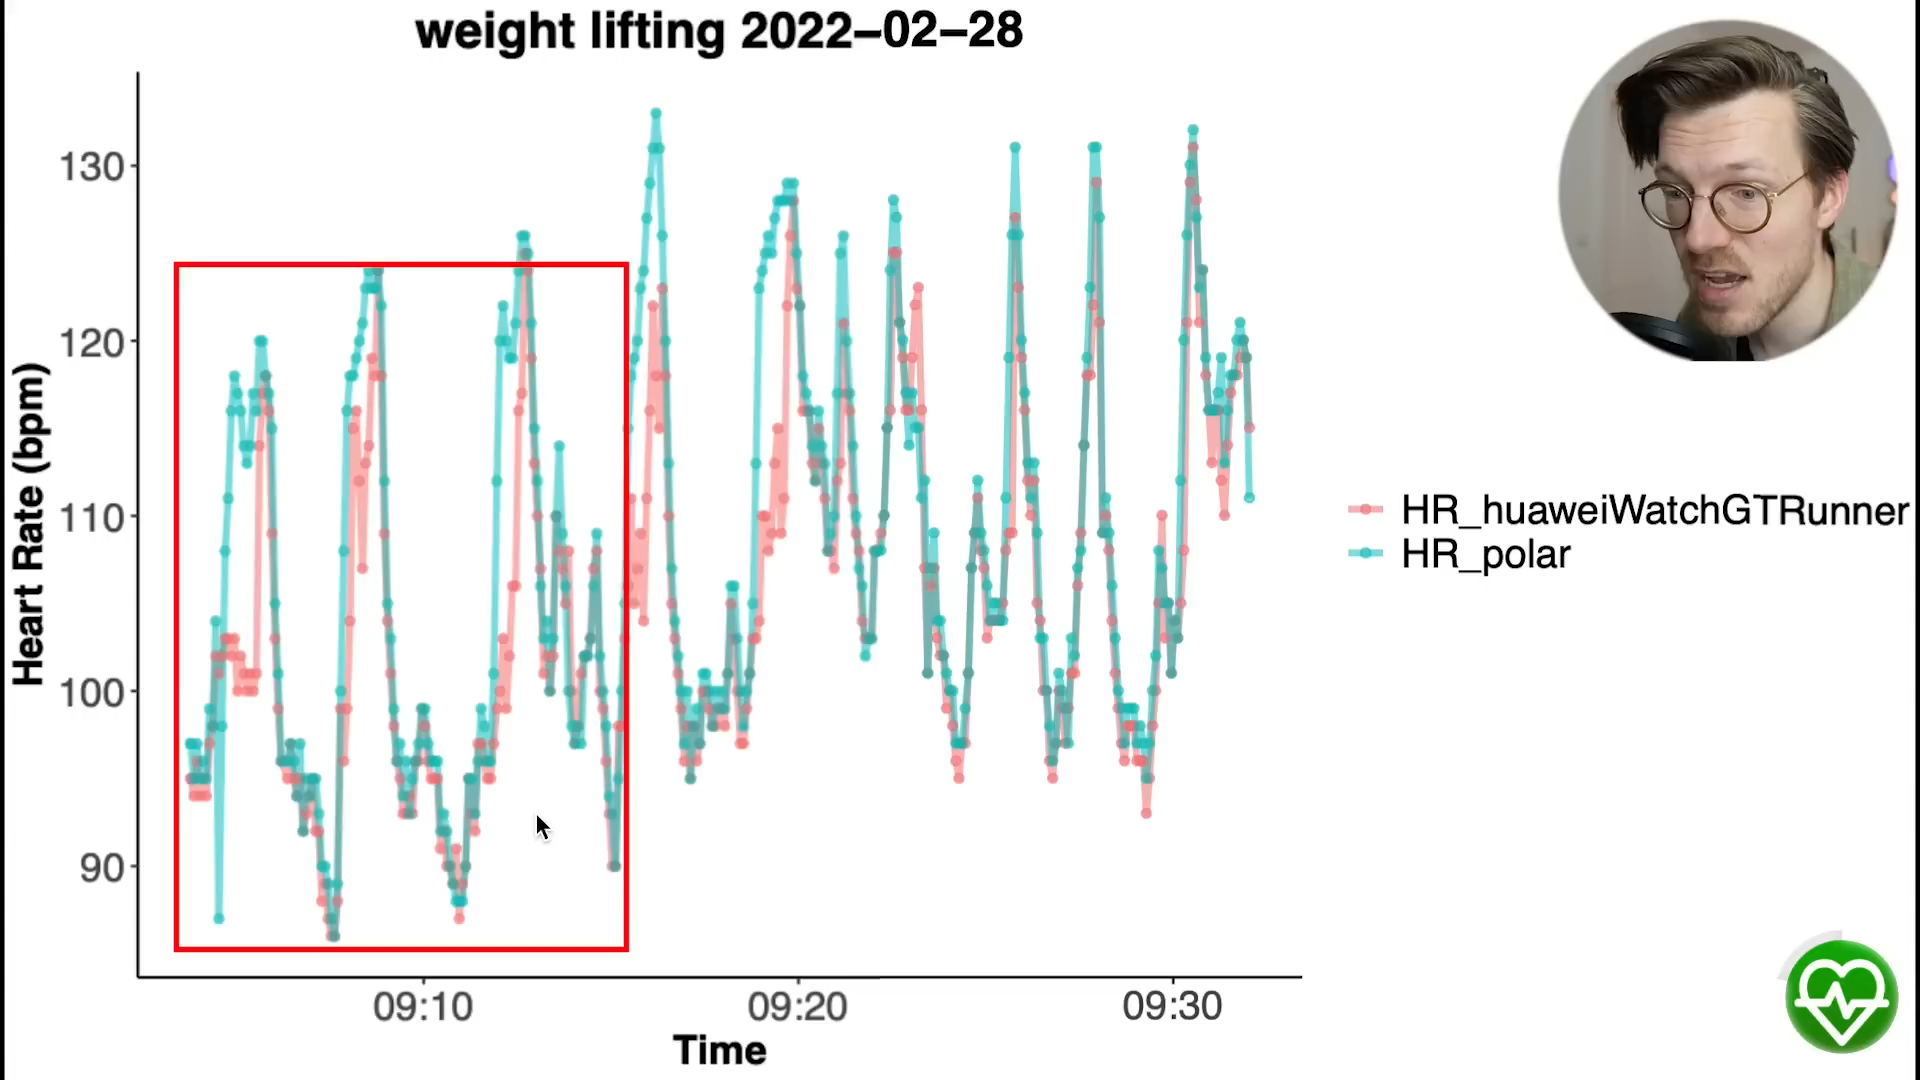 weight lifting 2022–02–28
130
120
110
100
90
Heart Rate (bpm)
09:10
09:20
09:30
Time
HR_huaweiWatchGTRunner
HR_polar